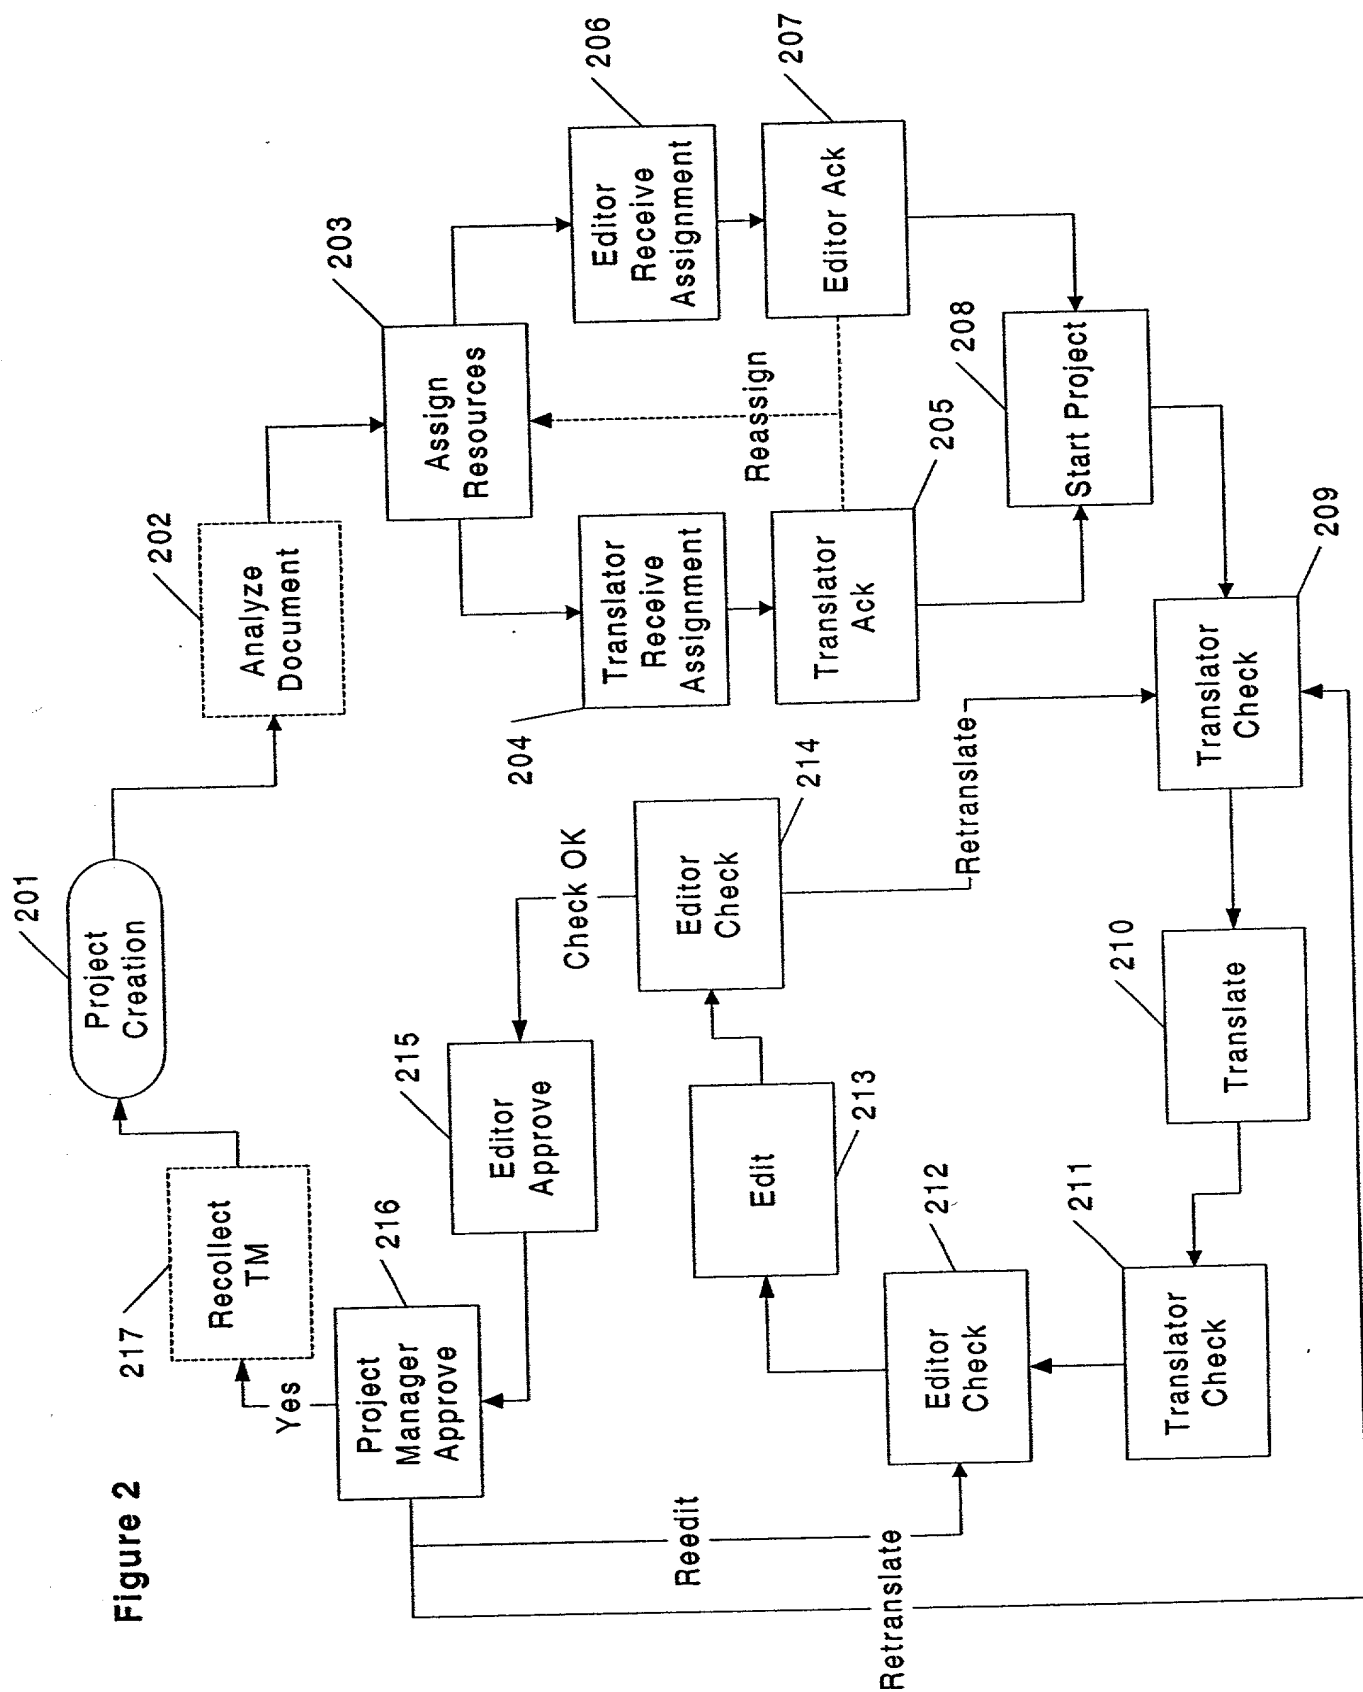 Figure 2
201
Project
Creation
202
Analyze
Document
203
Assign
Resources
204
Translator
Receive
Assignment
205
Translator
Ack
206
Editor
Receive
Assignment
207
Editor Ack
Reassign
208
Start Project
209
Translator
Check
210
Translate
211
Translator
Check
212
Editor
Check
213
Edit
214
Editor
Check
Retranslate
Check OK
215
Editor
Approve
216
Project
Manager
Approve
Yes
217
Recollect
TM
Reedit
Retranslate